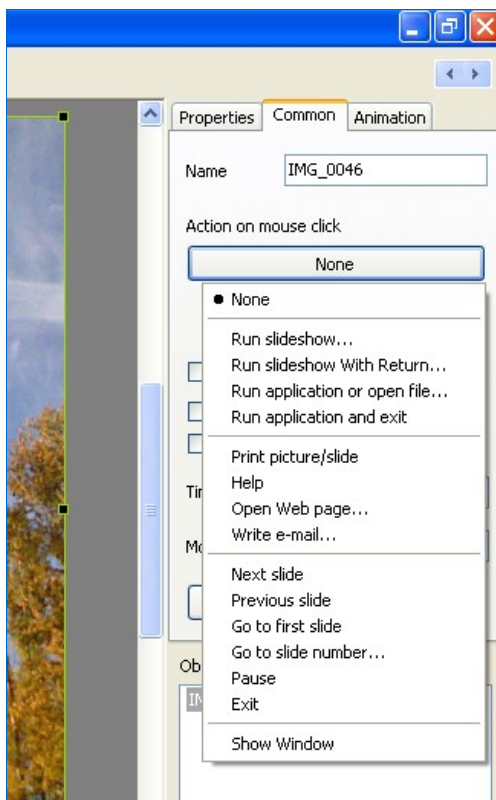 Properties Common Animation
Name IMG_0046
Action on mouse click
None
None
Run slideshow...
Run slideshow With Return...
Run application or open file...
Run application and exit
Print picture/slide
Help
Open Web page...
Write e-mail...
Next slide
Previous slide
Go to first slide
Go to slide number...
Pause
Exit
Show Window